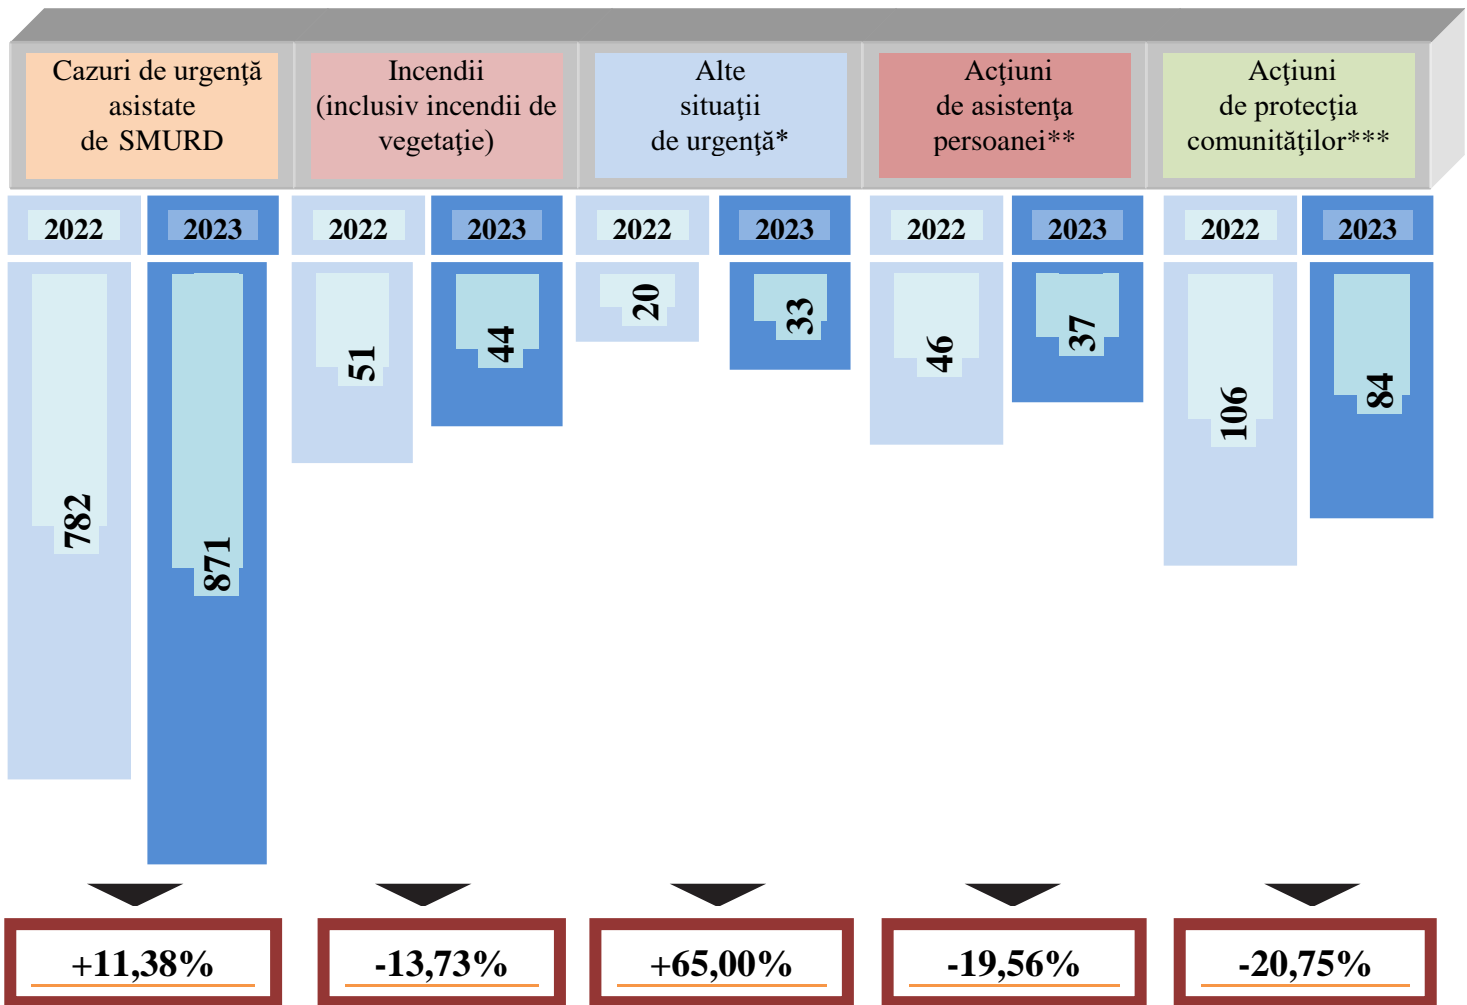 Cazuri de urgenţă
asistate
de SMURD
Incendii
(inclusiv incendii de
vegetaţie)
Alte
situaţii
de urgenţă*
Acţiuni
de asistenţa
persoanei**
Acţiuni
de protecţia
comunităţilor***
2022
2023
2022
2023
2022
2023
2022
2023
2022
2023
782
871
51
44
20
33
46
37
106
84
+11,38%
-13,73%
+65,00%
-19,56%
-20,75%